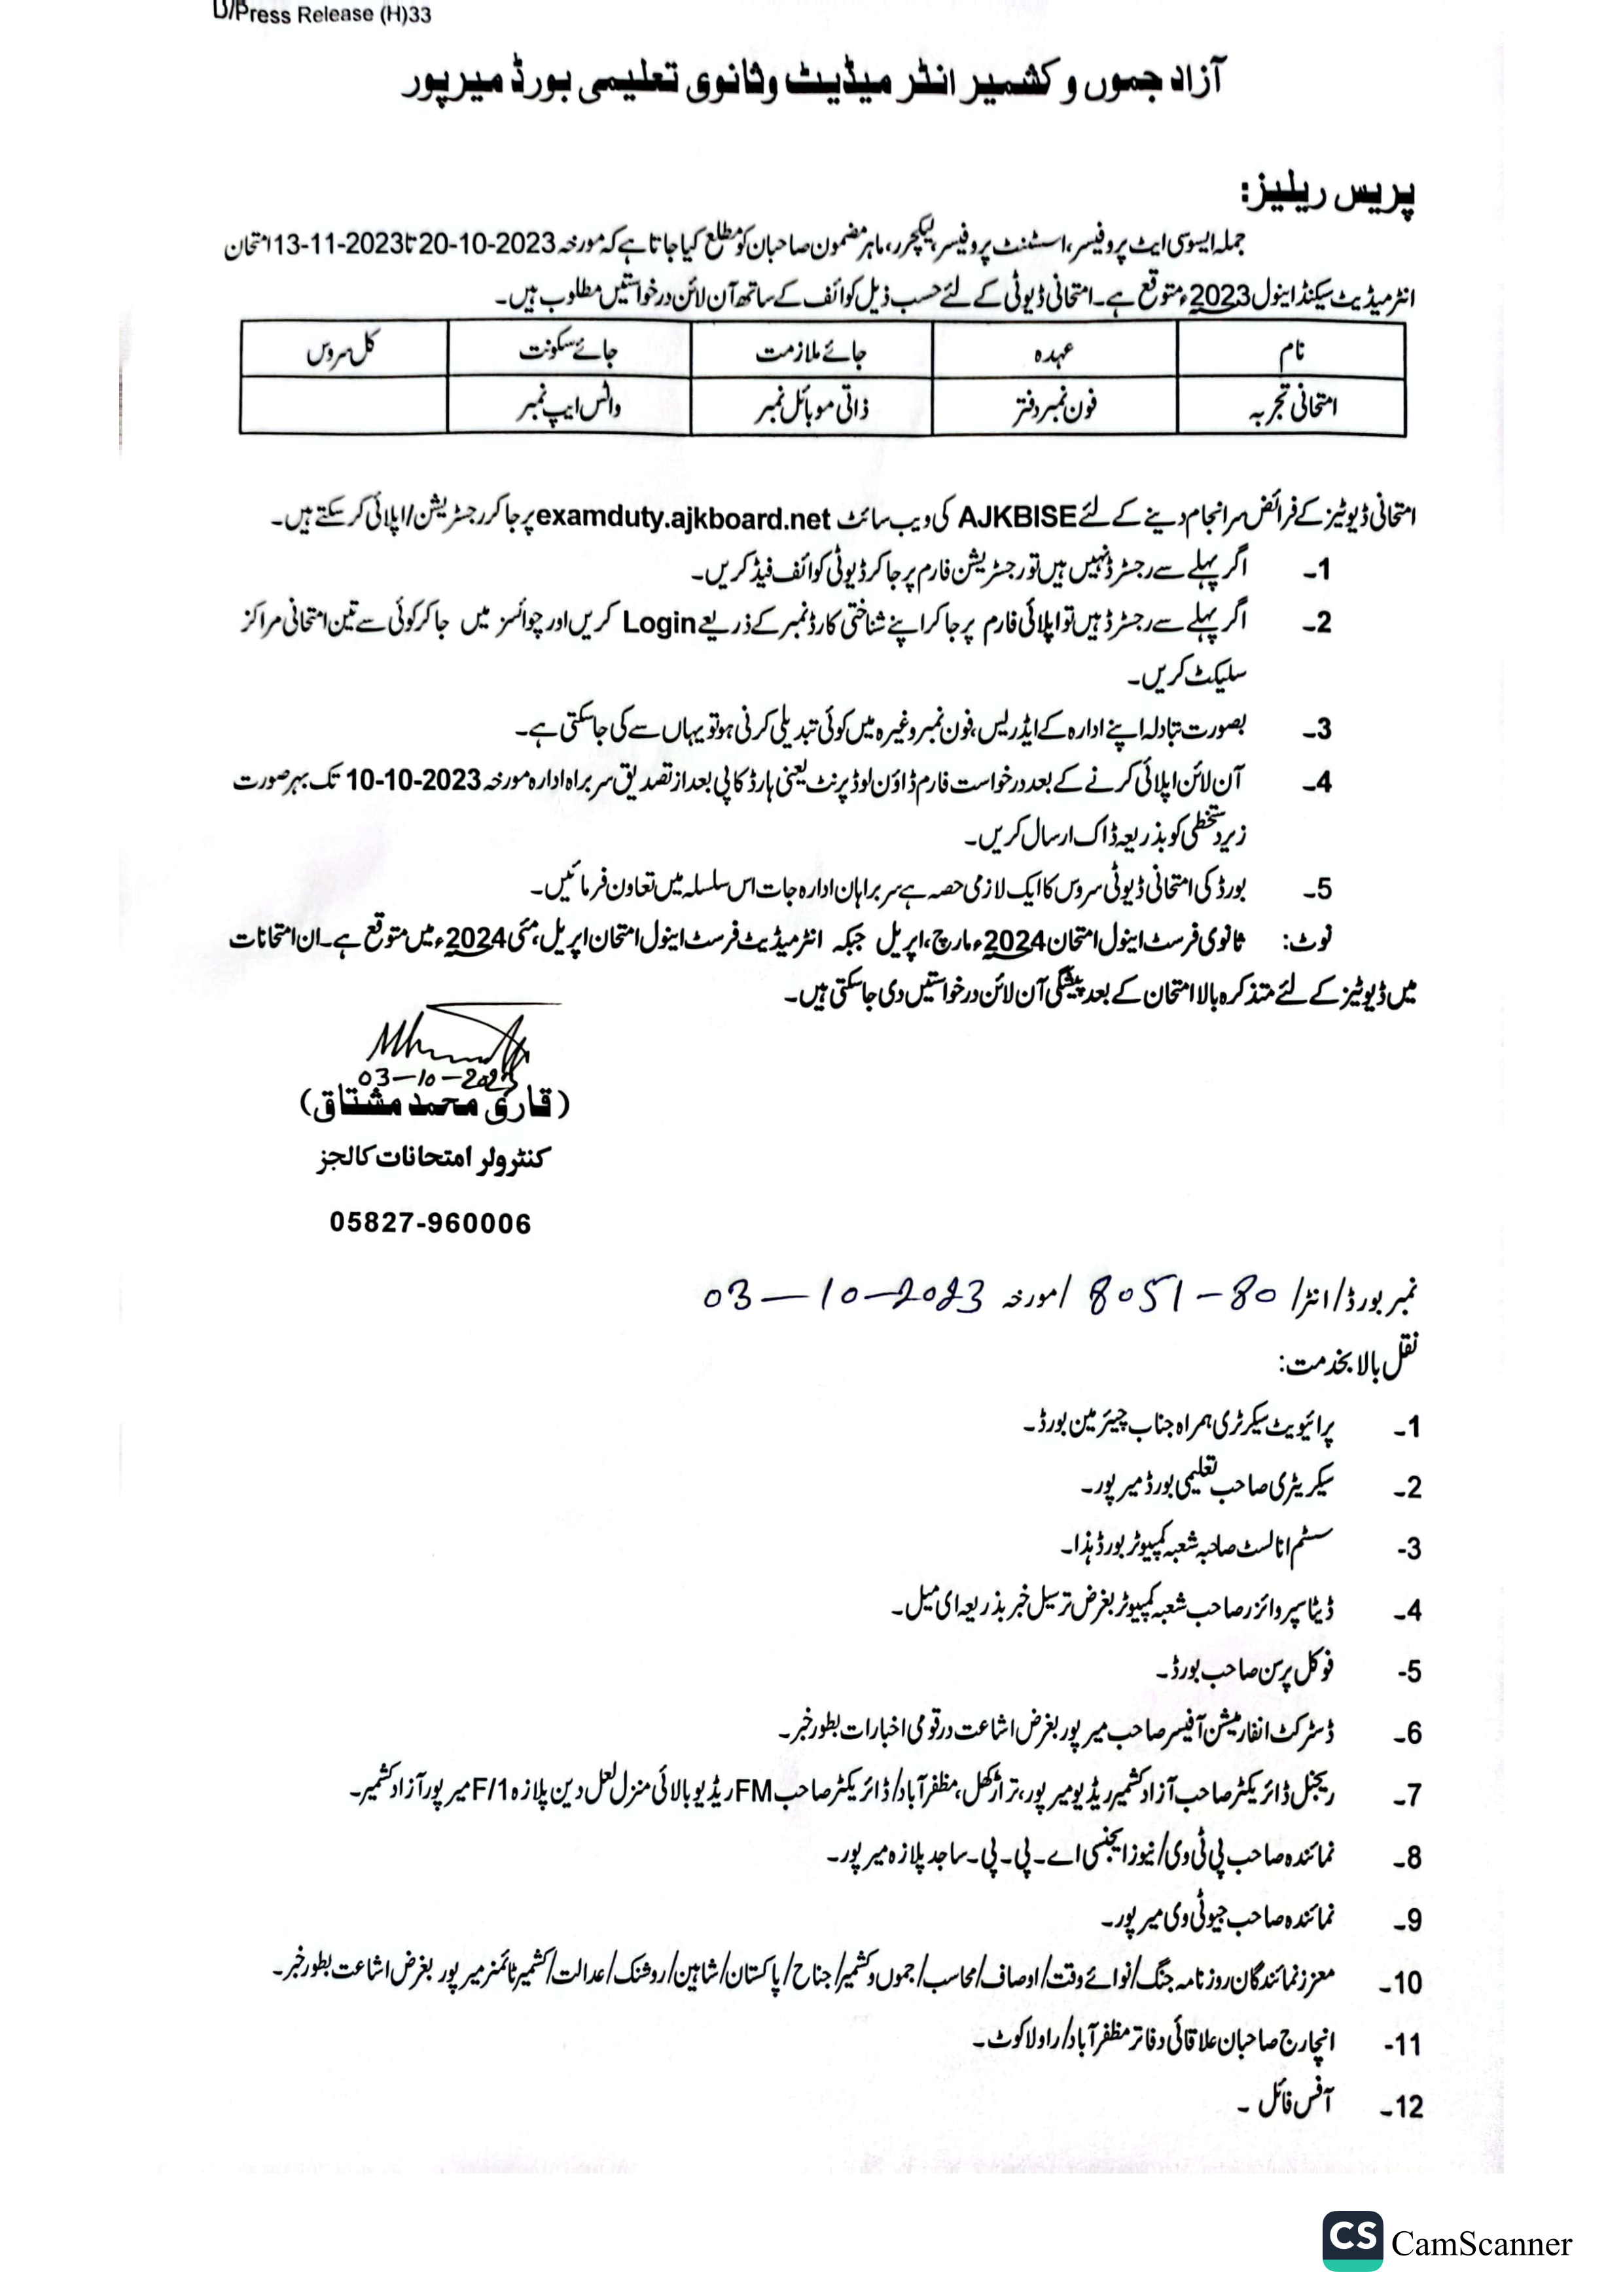 D/Press Release (H)33
آزاد جموں و کشمیر انٹر میڈیٹ و ثانوی تعلیمی بورڈ میرپور
پریس ریلیز:
جملہ ایسوسی ایٹ پروفیسر، اسسٹنٹ پروفیسر، لیکچرر، ماہر مضمون صاحبان کو مطلع کیا جاتا ہے کہ مورخہ 20-10-2023 تا 13-11-2023 امتحان
انٹرمیڈیٹ سیکنڈ اینول 2023ء متوقع ہے۔ امتحانی ڈیوٹی کے لئے حسب ذیل کوائف کے ساتھ آن لائن درخواستیں مطلوب ہیں۔
نام عہدہ جائے ملازمت جائے سکونت کل سروس
امتحانی تجربہ فون نمبر دفتر ذاتی موبائل نمبر واٹس ایپ نمبر
امتحانی ڈیوٹیز کے فرائض سرانجام دینے کے لئے AJKBISE کی ویب سائٹ examduty.ajkboard.net پر جا کر رجسٹریشن/اپلائی کر سکتے ہیں۔
1۔ اگر پہلے سے رجسٹرڈ نہیں ہیں تو رجسٹریشن فارم پر جا کر ڈیوٹی کوائف فیڈ کریں۔
2۔ اگر پہلے سے رجسٹرڈ ہیں تو اپلائی فارم پر جا کر اپنے شناختی کارڈ نمبر کے ذریعے Login کریں اور چوائسز میں جا کر کوئی سے تین امتحانی مراکز
سلیکٹ کریں۔
3۔ بصورت تبادلہ اپنے ادارہ کے ایڈریس، فون نمبر وغیرہ میں کوئی تبدیلی کرنی ہو تو یہاں سے کی جا سکتی ہے۔
4۔ آن لائن اپلائی کرنے کے بعد درخواست فارم ڈاؤن لوڈ پرنٹ یعنی ہارڈ کاپی بعد از تصدیق سربراہ ادارہ مورخہ 10-10-2023 تک بہرصورت
زیر دستخطی کو بذریعہ ڈاک ارسال کریں۔
5۔ بورڈ کی امتحانی ڈیوٹی سروس کا ایک لازمی حصہ ہے سربراہان ادارہ جات اس سلسلہ میں تعاون فرمائیں۔
نوٹ: ثانوی فرسٹ اینول امتحان 2024ء مارچ، اپریل جبکہ انٹرمیڈیٹ فرسٹ اینول امتحان اپریل، مئی 2024ء میں متوقع ہے۔ ان امتحانات
میں ڈیوٹیز کے لئے متذکرہ بالا امتحان کے بعد پیشگی آن لائن درخواستیں دی جا سکتی ہیں۔
03-10-2023
(قاری محمد مشتاق)
کنٹرولر امتحانات کالجز
05827-960006
نمبر بورڈ/انٹر/ 8051-80 /مورخہ 03-10-2023
نقل بالا بخدمت:
1۔ پرائیویٹ سیکرٹری ہمراہ جناب چیئرمین بورڈ۔
2۔ سیکریٹری صاحب تعلیمی بورڈ میرپور۔
3- سسٹم انالسٹ صاحبہ شعبہ کمپیوٹر بورڈ ہذا۔
4۔ ڈیٹا سپروائزر صاحب شعبہ کمپیوٹر بغرض ترسیل خبر بذریعہ ای میل۔
5- فوکل پرسن صاحب بورڈ۔
6۔ ڈسٹرکٹ انفارمیشن آفیسر صاحب میرپور بغرض اشاعت در قومی اخبارات بطور خبر۔
7۔ ریجنل ڈائریکٹر صاحب آزاد کشمیر ریڈیو میرپور، تراڑکھل، مظفرآباد/ڈائریکٹر صاحب FM ریڈیو بالائی منزل لعل دین پلازہ F/1 میرپور آزاد کشمیر۔
8۔ نمائندہ صاحب پی ٹی وی/نیوز ایجنسی اے۔ پی۔ پی۔ ساجد پلازہ میرپور۔
9۔ نمائندہ صاحب جیو ٹی وی میرپور۔
10۔ معزز نمائندگان روزنامہ جنگ/نوائے وقت/اوصاف/محاسب/جموں و کشمیر/جناح/پاکستان/شاہین/روشنک/عدالت/کشمیر ٹائمنز میرپور بغرض اشاعت بطور خبر۔
11- انچارج صاحبان علاقائی دفاتر مظفرآباد/راولاکوٹ۔
12۔ آفس فائل ۔
CS CamScanner